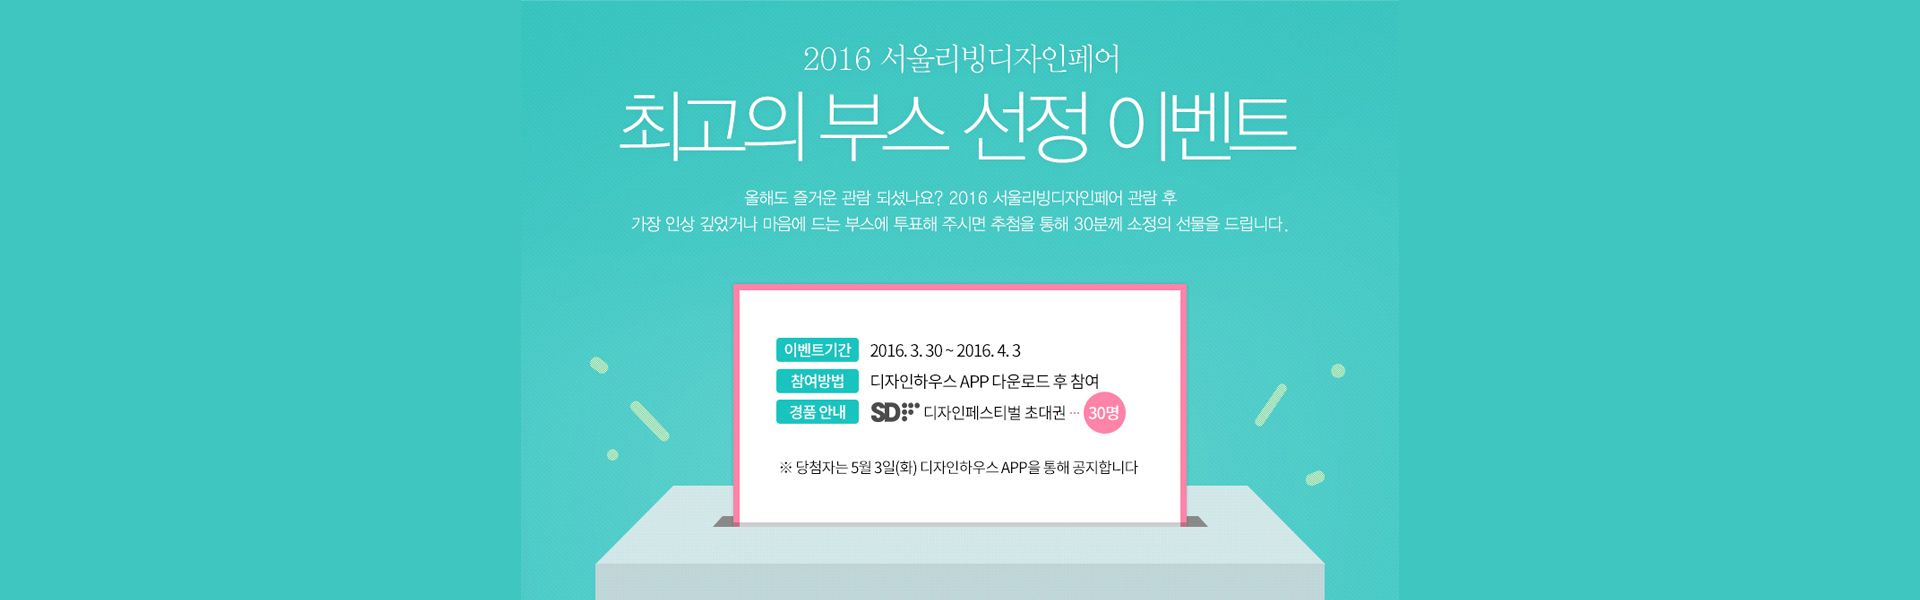 2016 서울리빙디자인페어
최고의 부스 선정 이벤트
올해도 즐거운 관람 되셨나요? 2016 서울리빙디자인페어 관람 후
가장 인상 깊었거나 마음에 드는 부스에 투표해 주시면 추첨을 통해 30분께 소정의 선물을 드립니다.
이벤트기간 2016. 3. 30 ~ 2016. 4. 3
참여방법 디자인하우스 APP 다운로드 후 참여
경품 안내 SDF 디자인페스티벌 초대권 ··· 30명
※ 당첨자는 5월 3일(화) 디자인하우스 APP을 통해 공지합니다